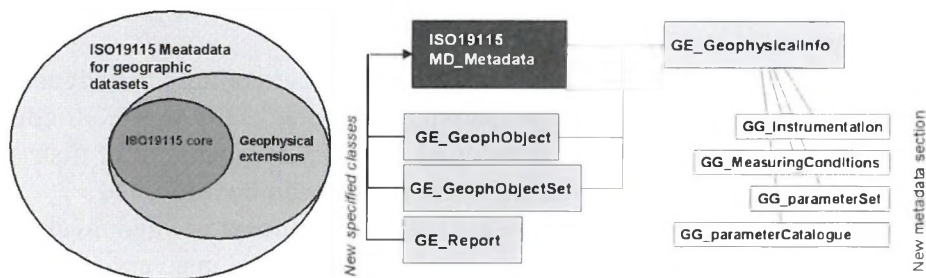 ISO19115 Meatadata
for geographic
datasets
ISO19115 core
Geophysical
extensions
New specified classes
ISO19115
MD_Metadata
GE_GeophObject
GE_GeophObjectSet
GE_Report
GE_GeophysicalInfo
GG_Instrumentation
GG_MeasuringConditions
GG_parameterSet
GG_parameterCatalogue
New metadata section